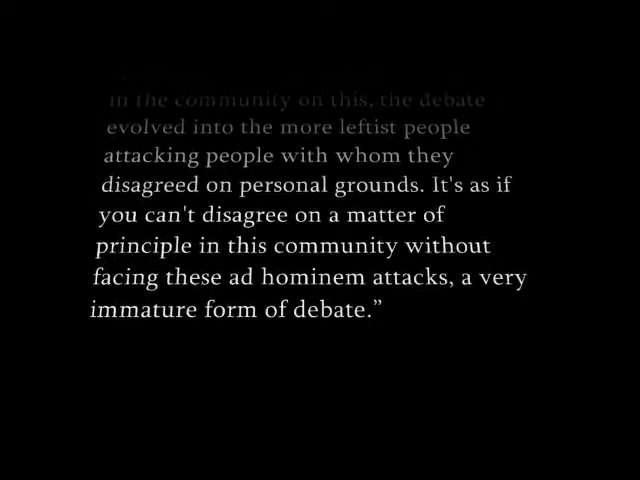 in the community on this, the debate
evolved into the more leftist people
attacking people with whom they
disagreed on personal grounds. It's as if
you can't disagree on a matter of
principle in this community without
facing these ad hominem attacks, a very
immature form of debate.”